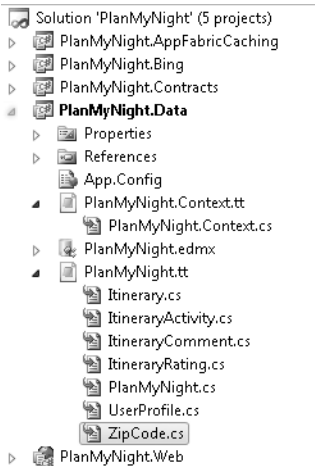 Solution 'PlanMyNight' (5 projects)
PlanMyNight.AppFabricCaching
PlanMyNight.Bing
PlanMyNight.Contracts
PlanMyNight.Data
Properties
References
App.Config
PlanMyNight.Context.tt
PlanMyNight.Context.cs
PlanMyNight.edmx
PlanMyNight.tt
Itinerary.cs
ItineraryActivity.cs
ItineraryComment.cs
ItineraryRating.cs
PlanMyNight.cs
UserProfile.cs
ZipCode.cs
PlanMyNight.Web